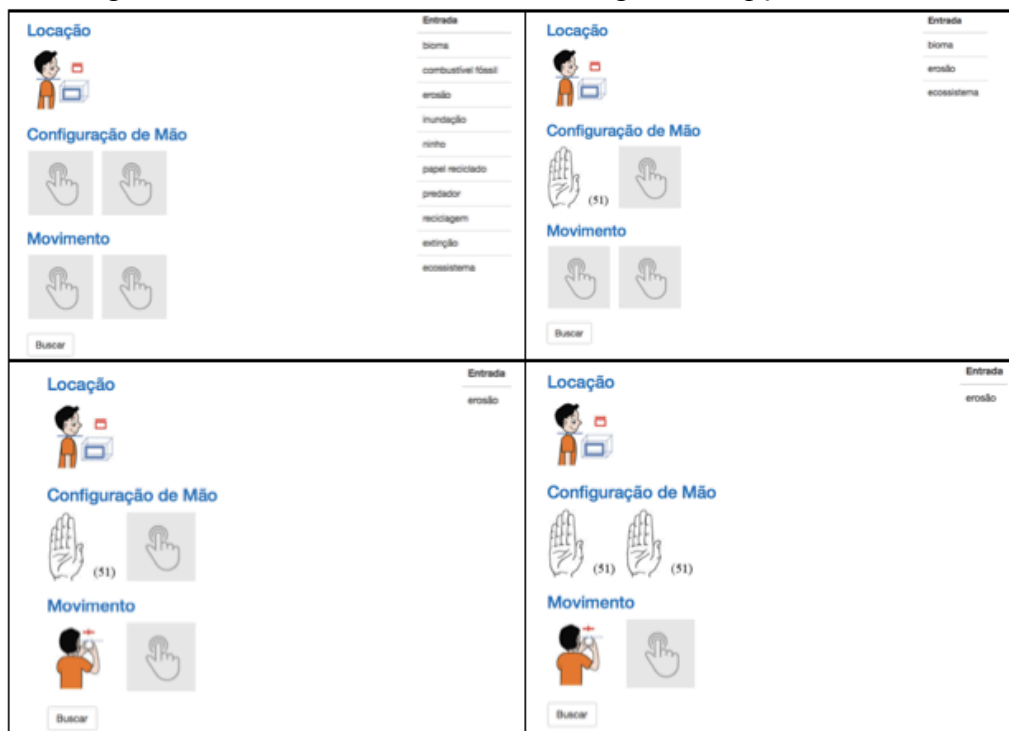 Locação
Configuração de Mão
Movimento
Buscar
Entrada
bioma
combustível fóssil
erosão
inundação
ninho
papel reciclado
predador
reciclagem
extinção
ecossistema
Locação
Configuração de Mão
(51)
Movimento
Buscar
Entrada
bioma
erosão
ecossistema
Locação
Configuração de Mão
(51)
Movimento
Buscar
Entrada
erosão
Locação
Configuração de Mão
(51) (51)
Movimento
Buscar
Entrada
erosão